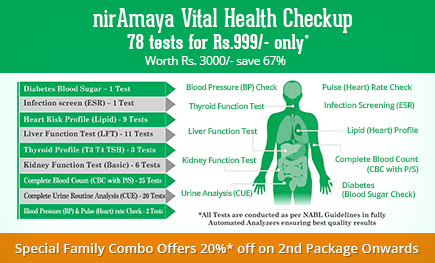 nirAmaya Vital Health Checkup
78 tests for Rs.999/- only*
Worth Rs. 3000/- save 67%
Diabetes Blood Sugar – 1 Test
Infection screen (ESR) – 1 Test
Heart Risk Profile (Lipid) - 9 Tests
Liver Function Test (LFT) - 11 Tests
Thyroid Profile (T3 T4 TSH) - 3 Tests
Kidney Function Test (Basic) - 6 Tests
Complete Blood Count (CBC with P/S) - 25 Tests
Complete Urine Routine Analysis (CUE) - 20 Tests
Blood Pressure (BP) & Pulse (Heart) rate Check - 2 Tests
Blood Pressure (BP) Check
Thyroid Function Test
Liver Function Test
Kidney Function Test
Urine Analysis (CUE)
Pulse (Heart) Rate Check
Infection Screening (ESR)
Lipid (Heart) Profile
Complete Blood Count
(CBC with P/S)
Diabetes
(Blood Sugar Check)
*All Tests are conducted as per NABL Guidelines in fully
Automated Analyzers ensuring best quality results
Special Family Combo Offers 20%* off on 2nd Package Onwards